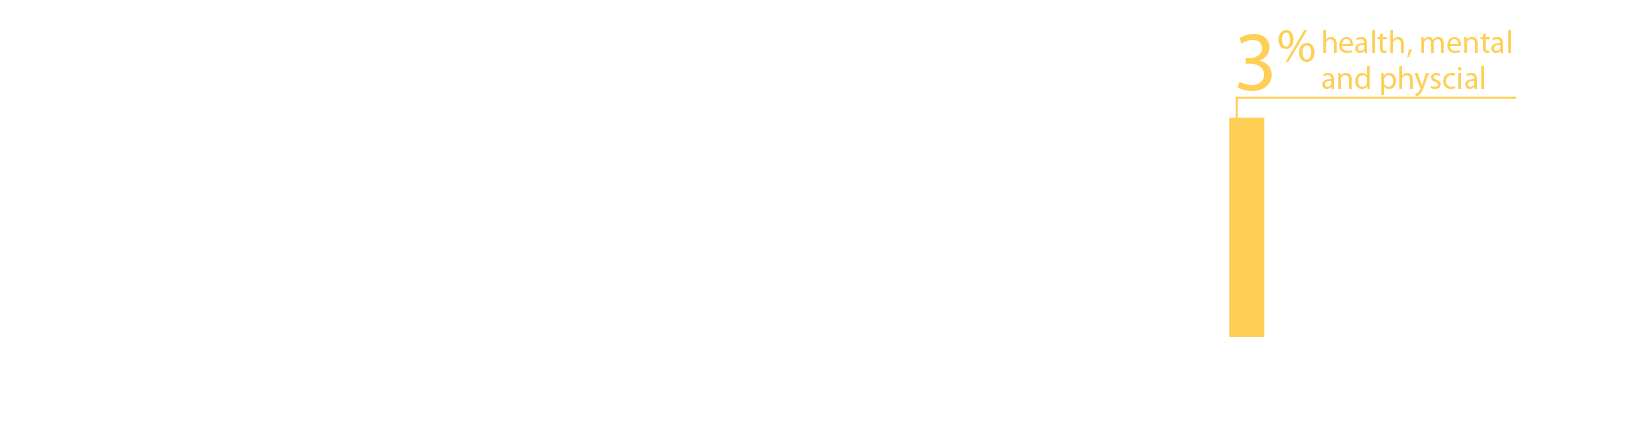 3% health, mental
and physcial